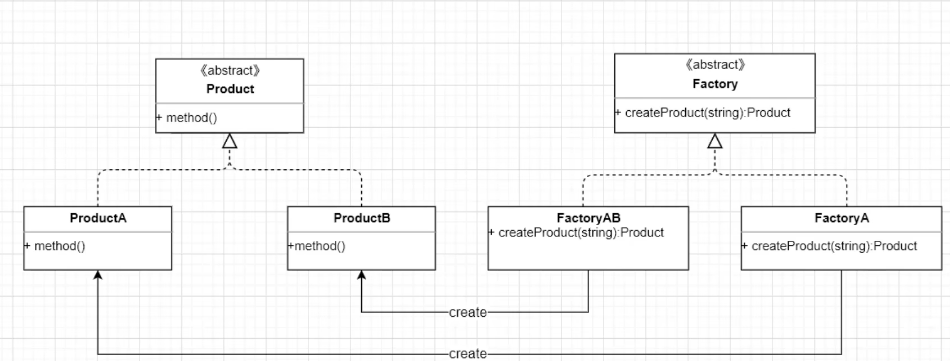 《abstract》
Product
+ method()
《abstract》
Factory
+ createProduct(string):Product
ProductA
+ method()
ProductB
+method()
FactoryAB
+ createProduct(string):Product
FactoryA
+ createProduct(string):Product
create
create